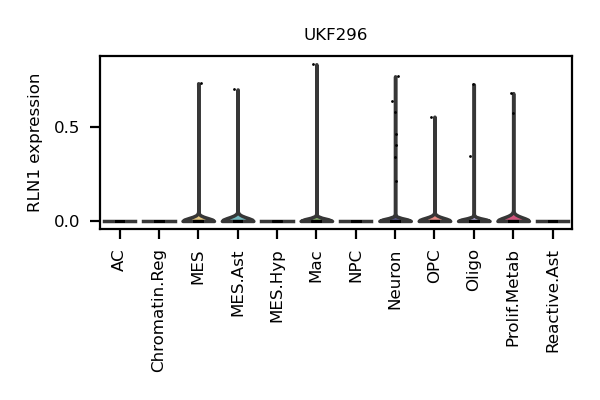 UKF296
RLN1 expression
0.5
0.0
AC
Chromatin.Reg
MES
MES.Ast
MES.Hyp
Mac
NPC
Neuron
OPC
Oligo
Prolif.Metab
Reactive.Ast